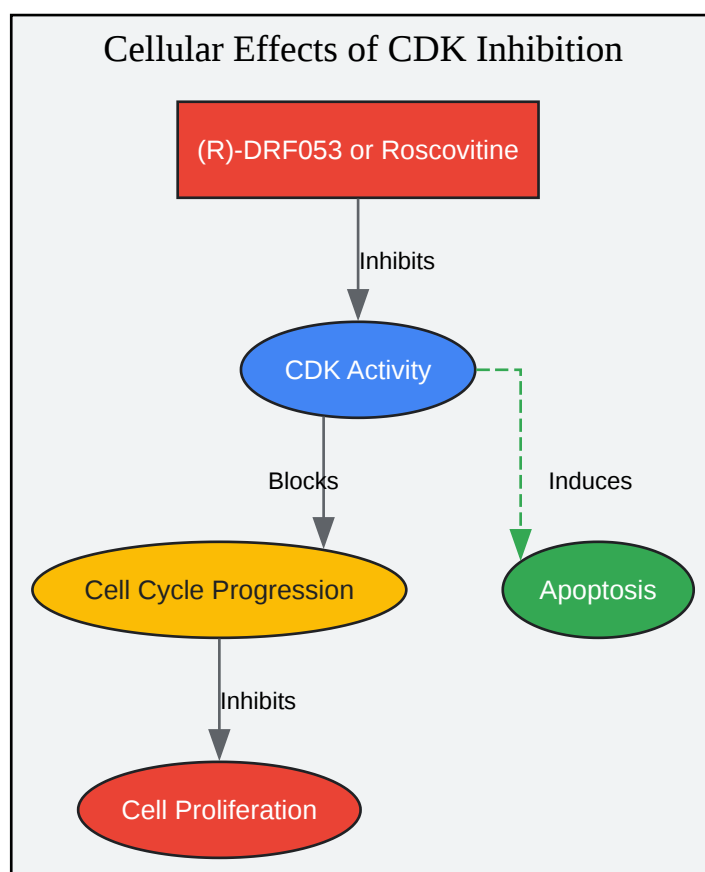 Cellular Effects of CDK Inhibition
(R)-DRF053 or Roscovitine
Inhibits
CDK Activity
Blocks
Induces
Cell Cycle Progression
Apoptosis
Inhibits
Cell Proliferation